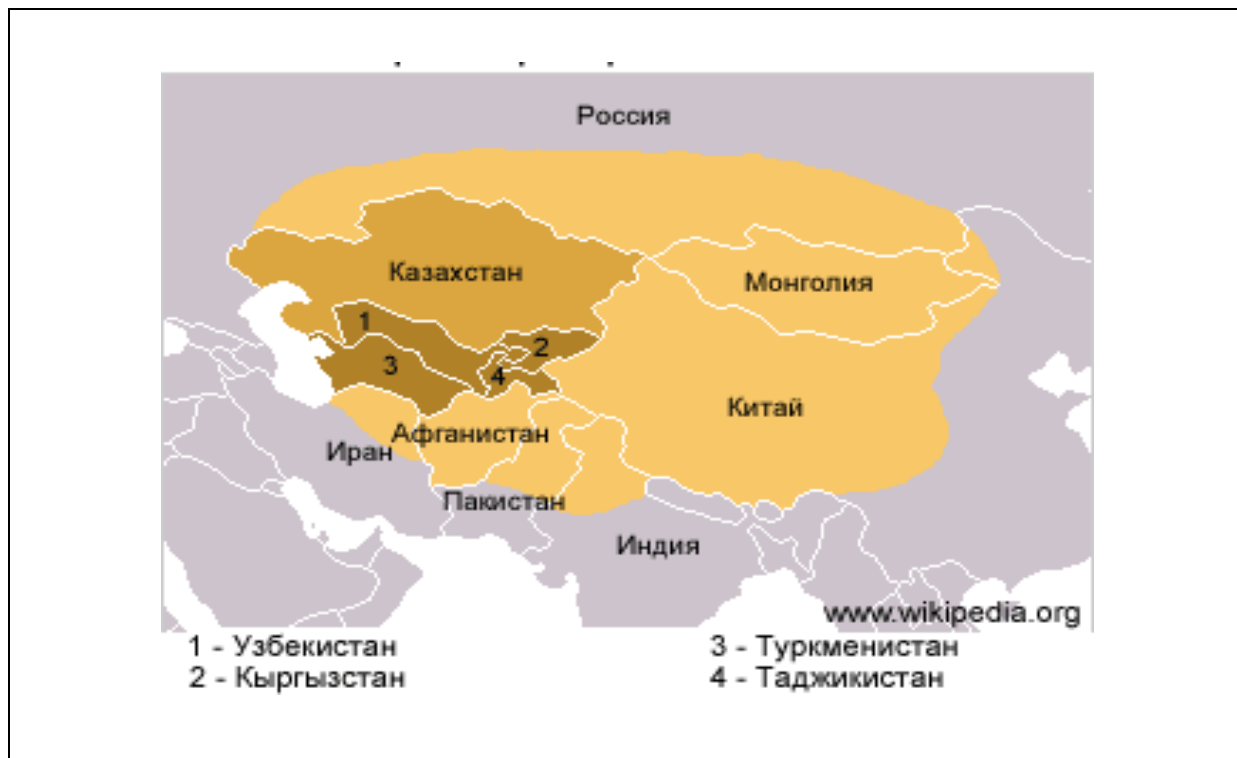 Россия
Казахстан
Монголия
1
2
3
4
Китай
Афганистан
Иран
Пакистан
Индия
www.wikipedia.org
1 - Узбекистан
3 - Туркменистан
2 - Кыргызстан
4 - Таджикистан